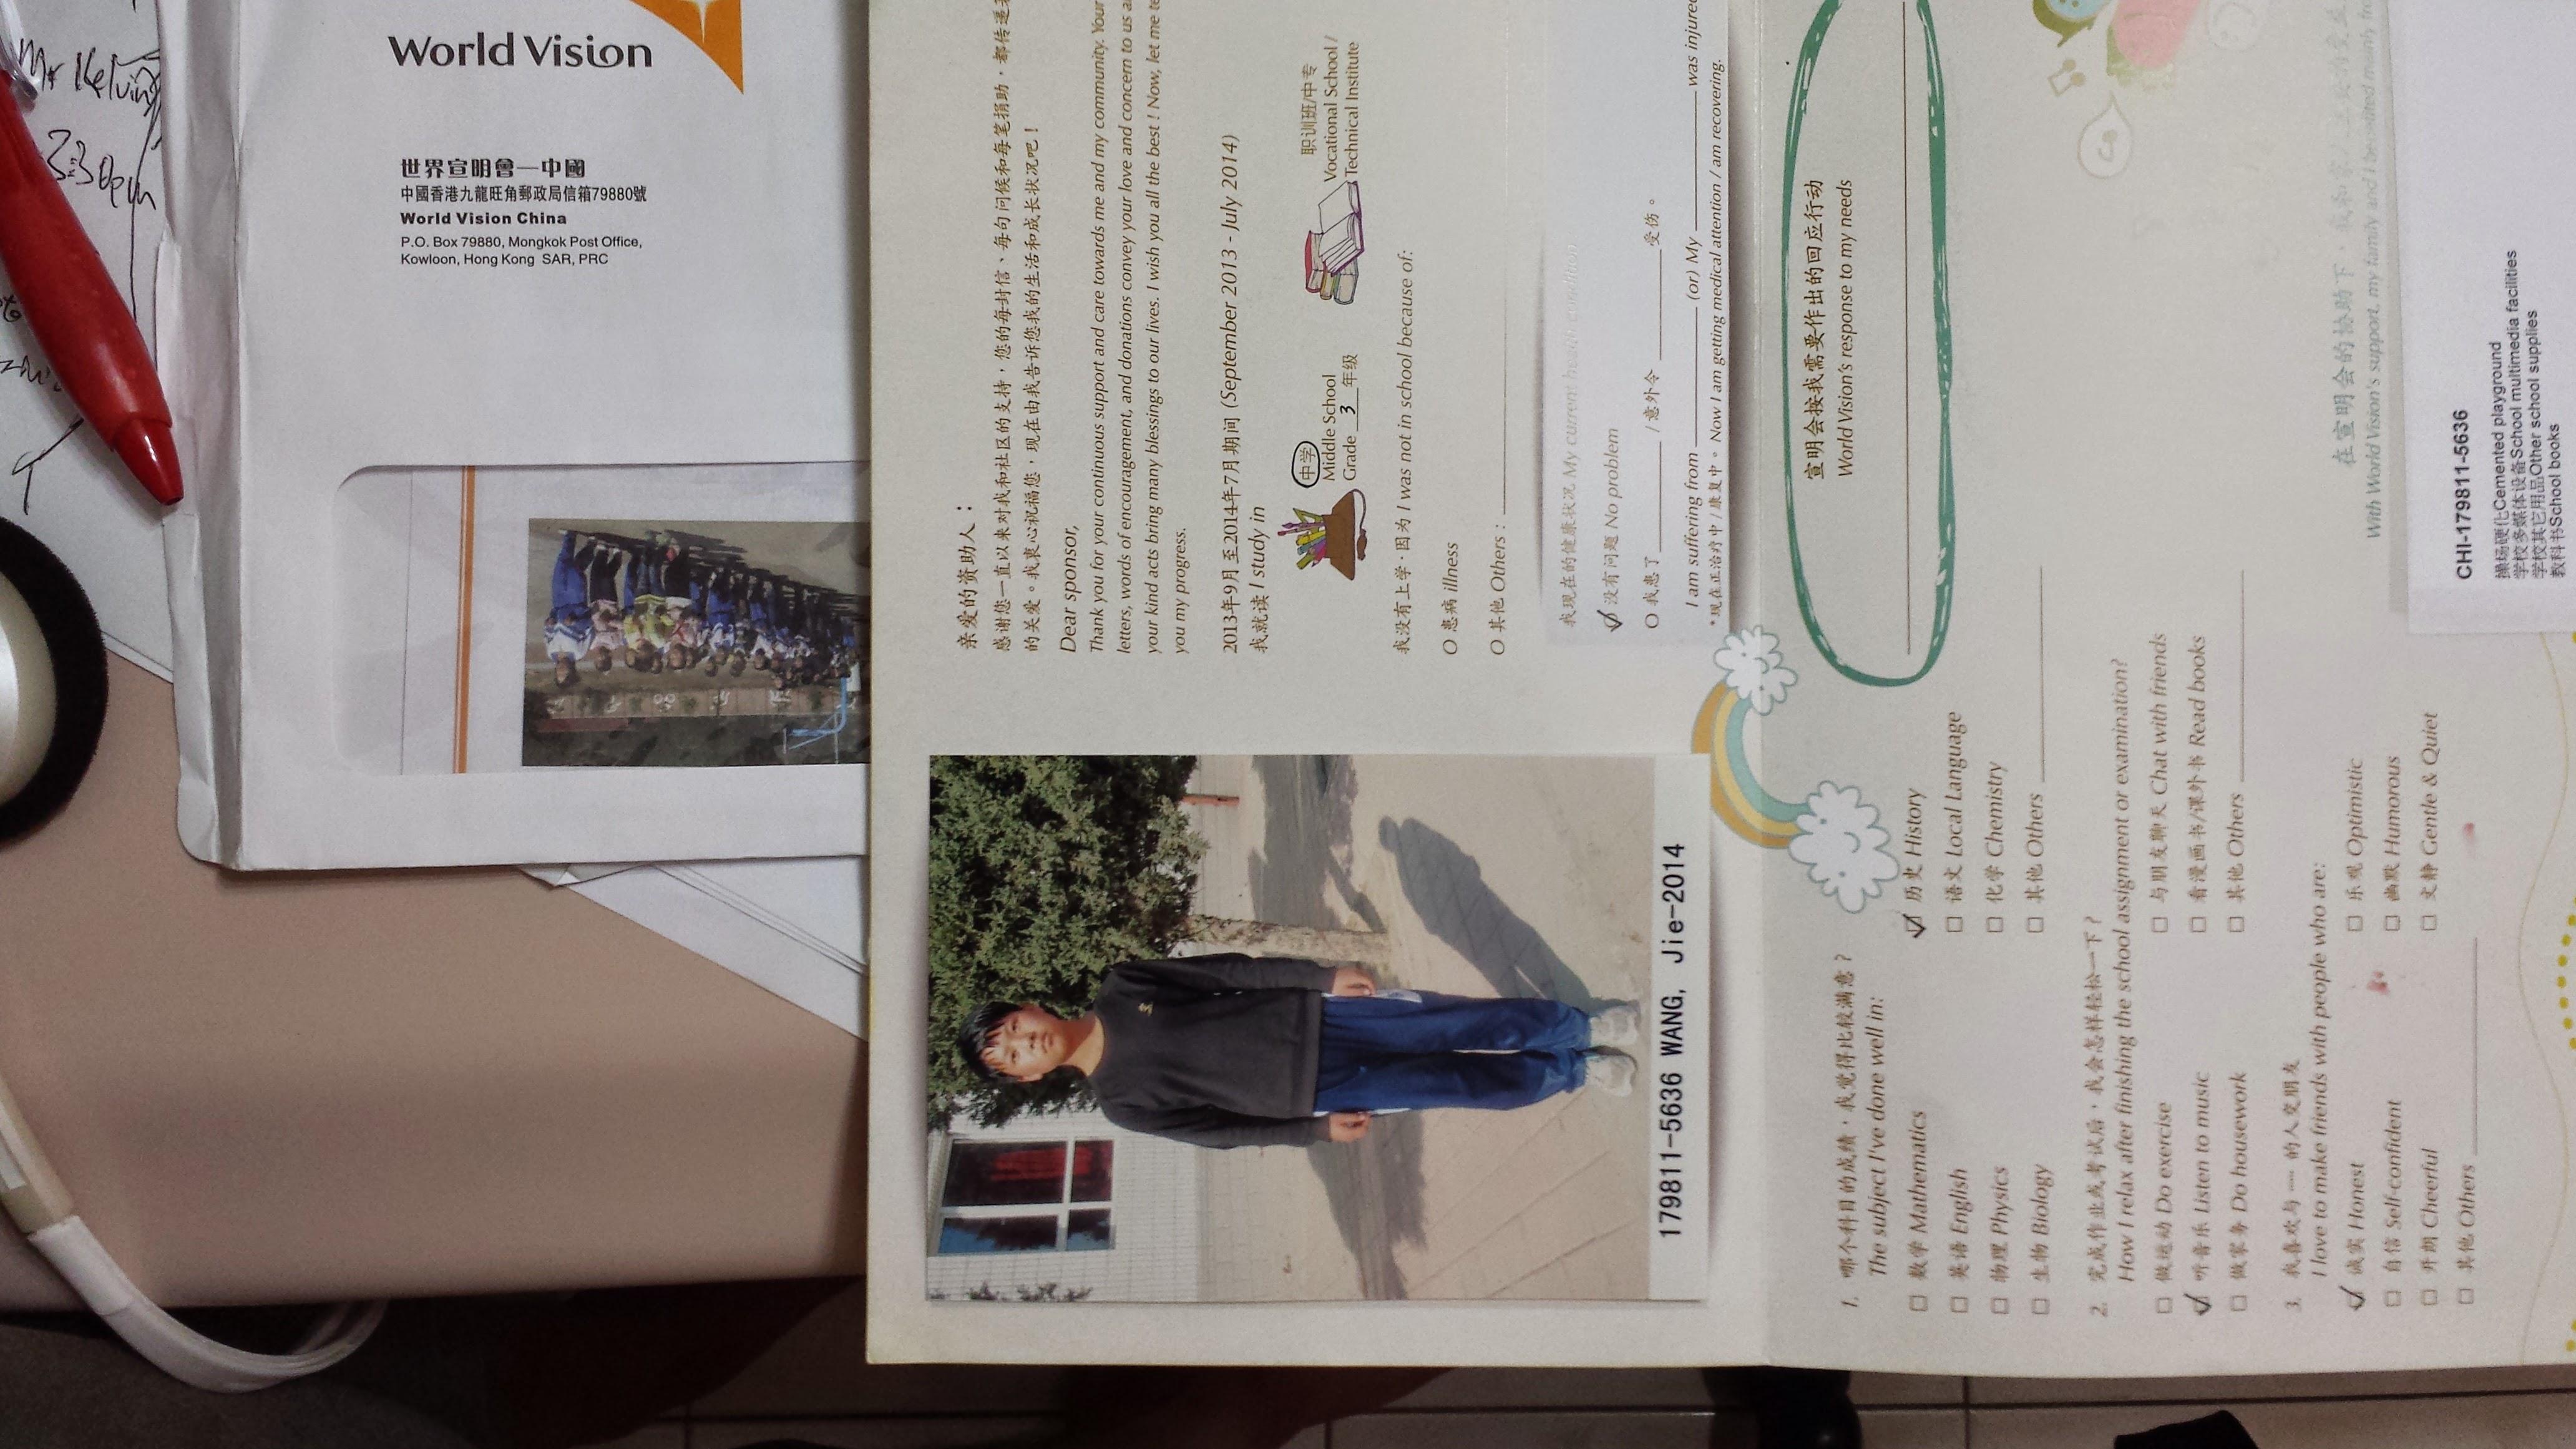 World Vision
世界宣明會—中國
中國香港九龍旺角郵政局信箱79880號
World Vision China
P.O. Box 79880, Mongkok Post Office,
Kowloon, Hong Kong SAR, PRC
Mr Kelvin
3:30pm
亲爱的资助人：
感谢您一直以来对我和社区的支持，您的每封信、每句问候和每笔捐助，都传递着
的关爱。我衷心祝福您，现在由我告诉您我的生活和成长状况吧！
Dear sponsor,
Thank you for your continuous support and care towards me and my community. Your
letters, words of encouragement, and donations convey your love and concern to us a
your kind acts bring many blessings to our lives. I wish you all the best ! Now, let me te
you my progress.
2013年9月至2014年7月期间 (September 2013 - July 2014)
我就读 I study in
中学
Middle School
Grade 3 年级
职训班/中专
Vocational School /
Technical Institute
我没有上学，因为 I was not in school because of:
O 患病 illness
O 其他 Others :
我现在的健康状况 My current health condition
✓ 没有问题 No problem
O 我患了 / 意外令 受伤。
I am suffering from (or) My was injured
*现在正治疗中 / 康复中。 Now I am getting medical attention / am recovering.
179811-5636 WANG, Jie-2014
宣明会按我需要作出的回应行动
World Vision's response to my needs
1. 哪个科目的成绩，我觉得比较满意？
The subject I've done well in:
☐ 数学 Mathematics ✓ 历史 History
☐ 英语 English ☐ 语文 Local Language
☐ 物理 Physics ☐ 化学 Chemistry
☐ 生物 Biology ☐ 其他 Others
2. 完成作业或考试后，我会怎样轻松一下？
How I relax after finishing the school assignment or examination?
☐ 做运动 Do exercise ☐ 与朋友聊天 Chat with friends
✓ 听音乐 Listen to music ☐ 看漫画书/课外书 Read books
☐ 做家务 Do housework ☐ 其他 Others
3. 我喜欢与 ---- 的人交朋友
I love to make friends with people who are:
✓ 诚实 Honest ☐ 乐观 Optimistic
☐ 自信 Self-confident ☐ 幽默 Humorous
☐ 开朗 Cheerful ☐ 文静 Gentle & Quiet
☐ 其他 Others
在宣明会的协助下，我和家人
With World Vision's support, my family and I benefited mainly fro
CHI-179811-5636
操场硬化Cemented playground
学校多媒体设备School multimedia facilities
学校其它用品Other school supplies
教科书School books